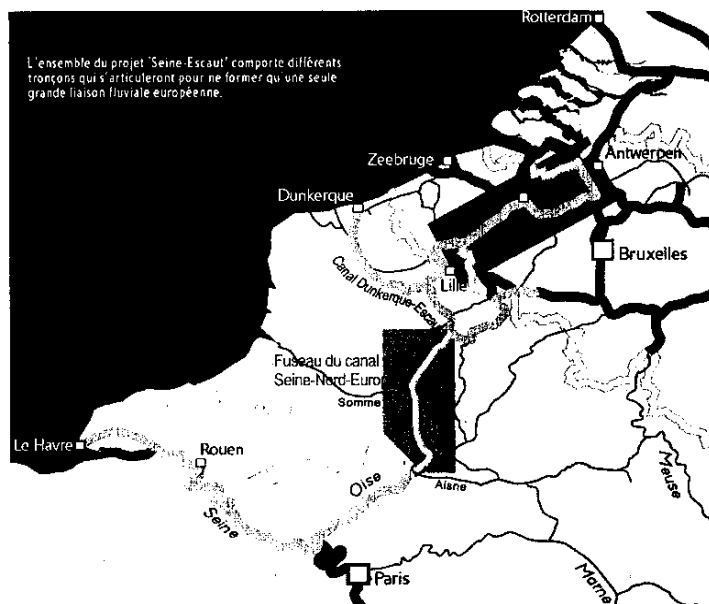 Rotterdam
L'ensemble du projet "Seine-Escaut" comporte différents
tronçons qui s'articuleront pour ne former qu'une seule
grande liaison fluviale européenne.
Antwerpen
Zeebruge
Dunkerque
Bruxelles
Lille
Canal Dunkerque-Escaut
Fuseau du canal
Seine-Nord-Euro
Somme
Le Havre
Rouen
Oise
Aisne
Meuse
Seine
Paris
Marne